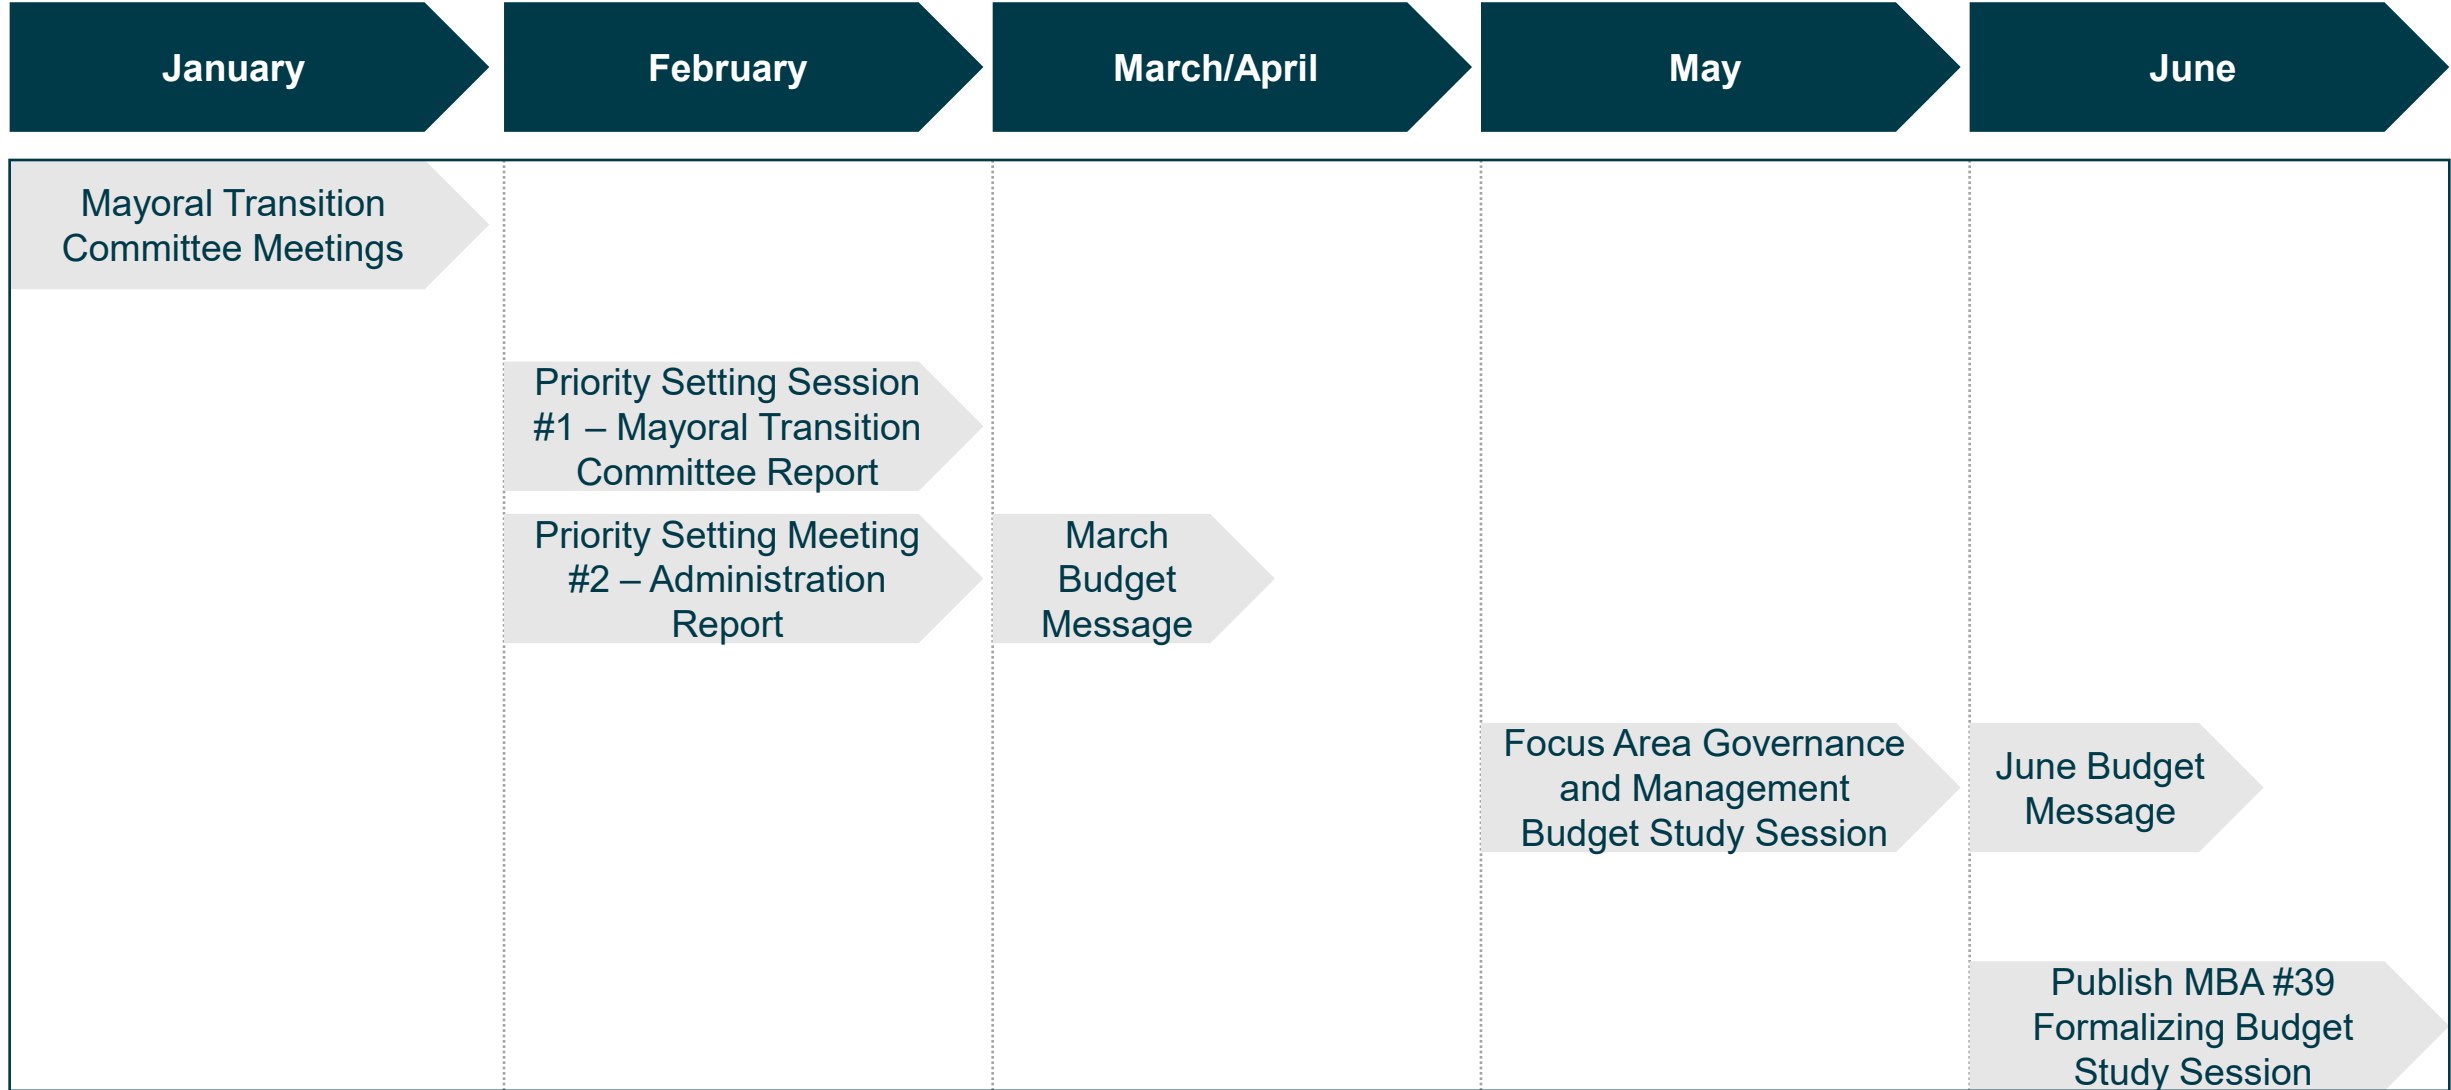 January
February
March/April
May
June
Mayoral Transition
Committee Meetings
Priority Setting Session
#1 – Mayoral Transition
Committee Report
Priority Setting Meeting
#2 – Administration
Report
March
Budget
Message
Focus Area Governance
and Management
Budget Study Session
June Budget
Message
Publish MBA #39
Formalizing Budget
Study Session